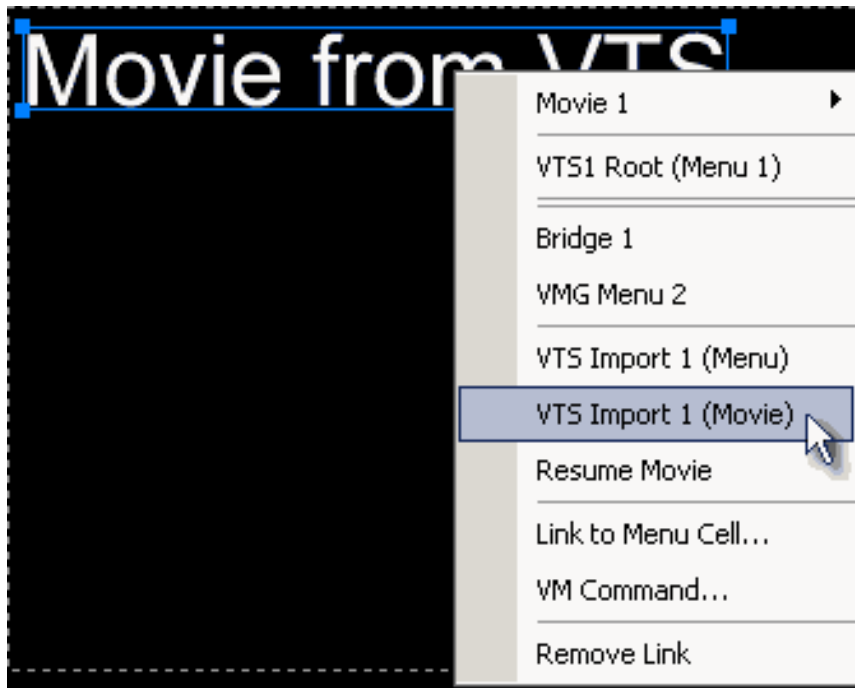 Movie from VTS
Movie 1
VTS1 Root (Menu 1)
Bridge 1
VMG Menu 2
VTS Import 1 (Menu)
VTS Import 1 (Movie)
Resume Movie
Link to Menu Cell...
VM Command...
Remove Link